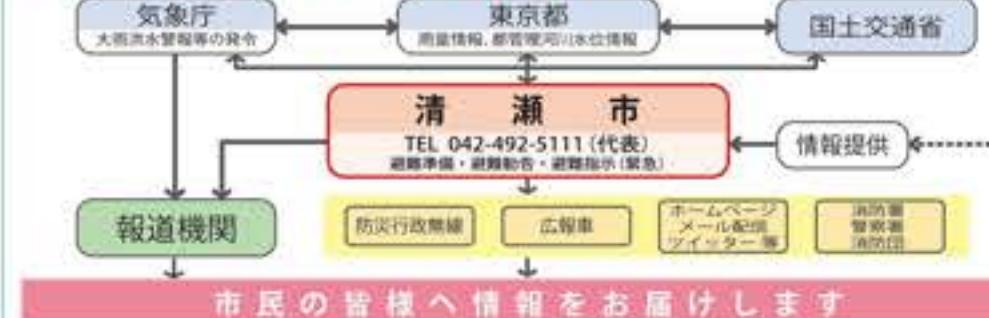 気象庁
大雨洪水警報等の発令
東京都
雨量情報、都管理河川水位情報
国土交通省
清瀬市
TEL 042-492-5111(代表)
避難準備・避難勧告・避難指示(緊急)
情報提供
報道機関
防災行政無線
広報車
ホームページ
メール配信
ツイッター 等
消防署
警察署
消防団
市民の皆様へ情報をお届けします